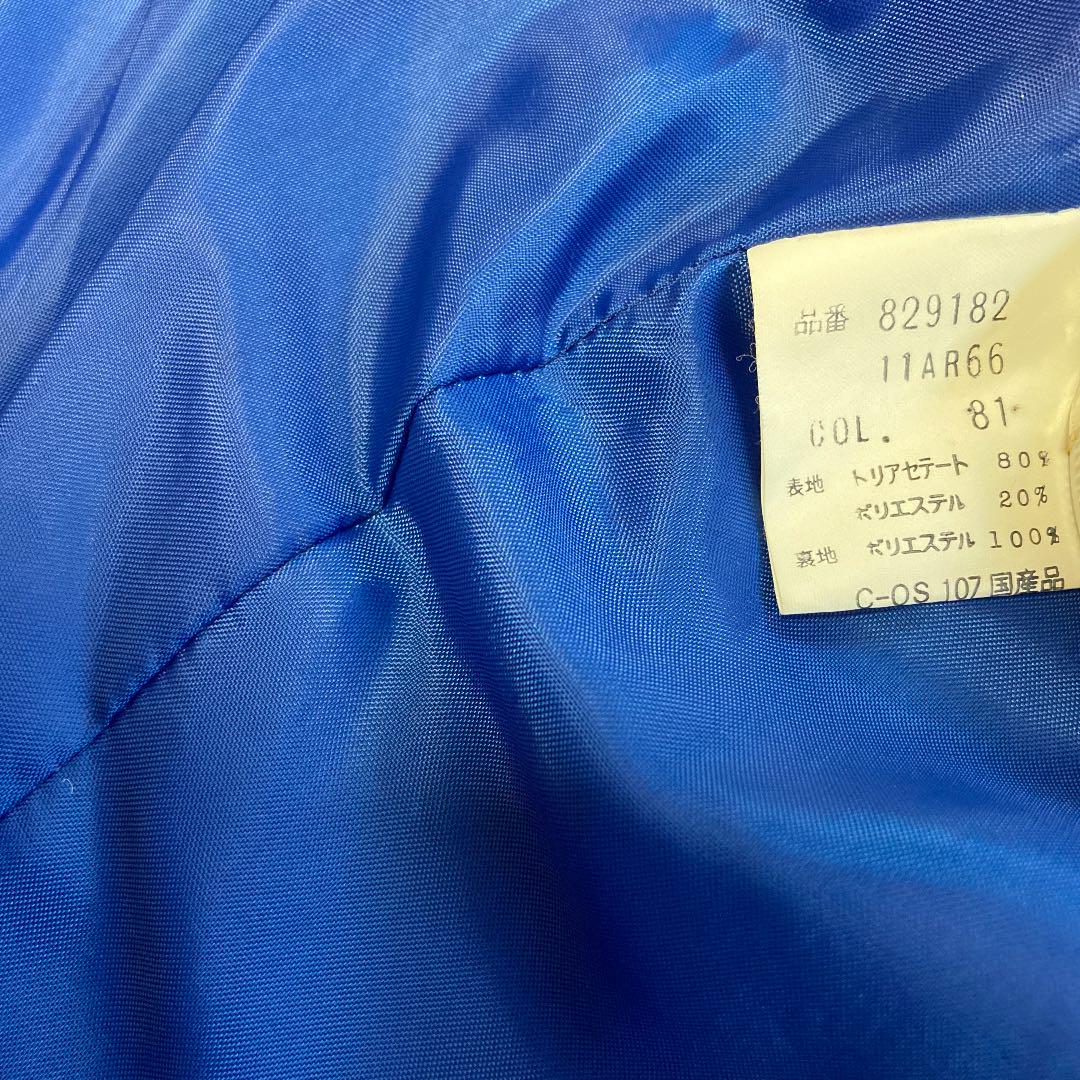 品番 829182
11AR66
COL. 81
表地 トリアセテート 80%
ポリエステル 20%
裏地 ポリエステル 100%
C-OS 107 国産品